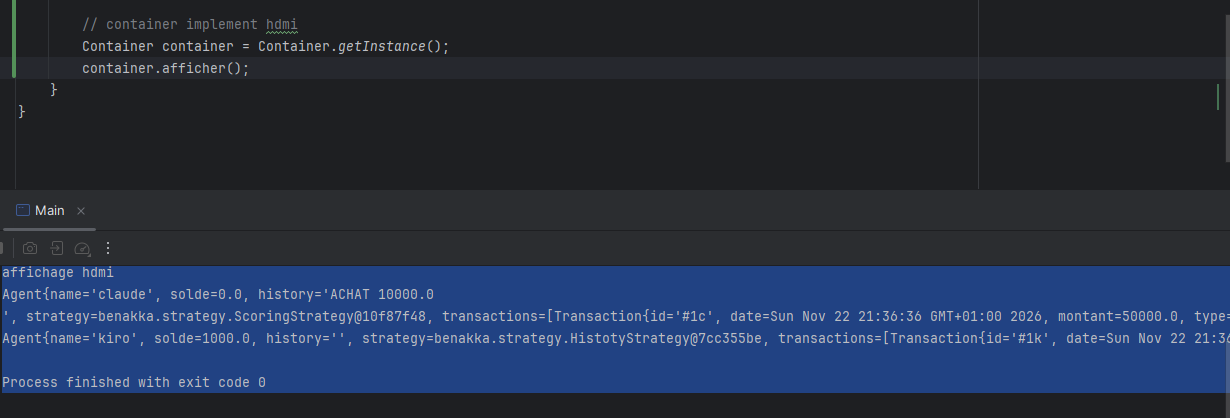 // container implement hdmi
Container container = Container.getInstance();
container.afficher();
}
}
Main
affichage hdmi
Agent{name='claude', solde=0.0, history='ACHAT 10000.0
', strategy=benakka.strategy.ScoringStrategy@10f87f48, transactions=[Transaction{id='#1c', date=Sun Nov 22 21:36:36 GMT+01:00 2026, montant=50000.0, type=
Agent{name='kiro', solde=1000.0, history='', strategy=benakka.strategy.HistotyStrategy@7cc355be, transactions=[Transaction{id='#1k', date=Sun Nov 22 21:36
Process finished with exit code 0